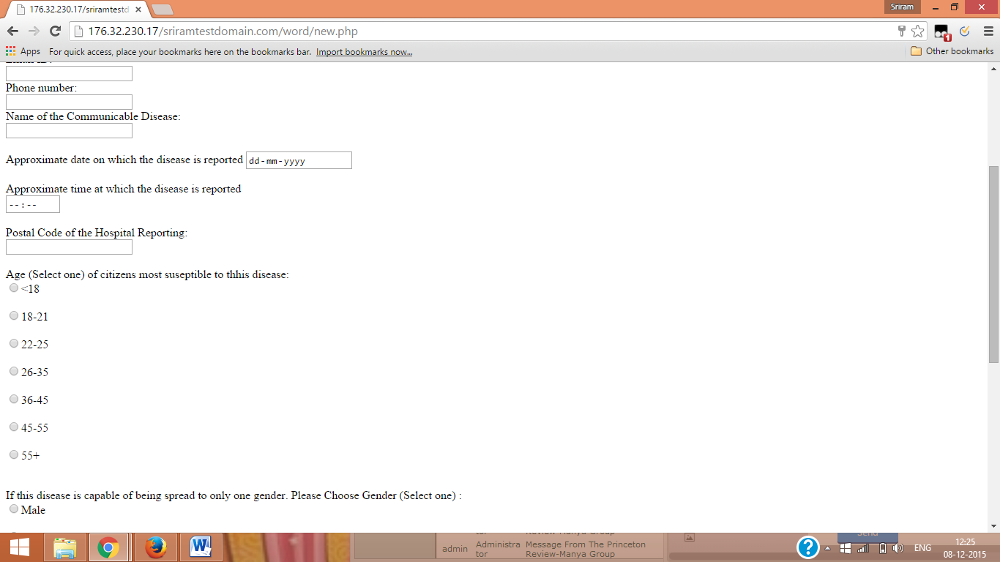 176.32.230.17/sriramtestd
Sriram
176.32.230.17/sriramtestdomain.com/word/new.php
1
Apps For quick access, place your bookmarks here on the bookmarks bar. Import bookmarks now... Other bookmarks
Phone number:
Name of the Communicable Disease:
Approximate date on which the disease is reported dd-mm-yyyy
Approximate time at which the disease is reported
--:--
Postal Code of the Hospital Reporting:
Age (Select one) of citizens most suseptible to thhis disease:
<18
18-21
22-25
26-35
36-45
45-55
55+
If this disease is capable of being spread to only one gender. Please Choose Gender (Select one) :
Male
admin Administra Message From The Princeton
tor Review-Manya Group
Send
ENG
12:25
08-12-2015